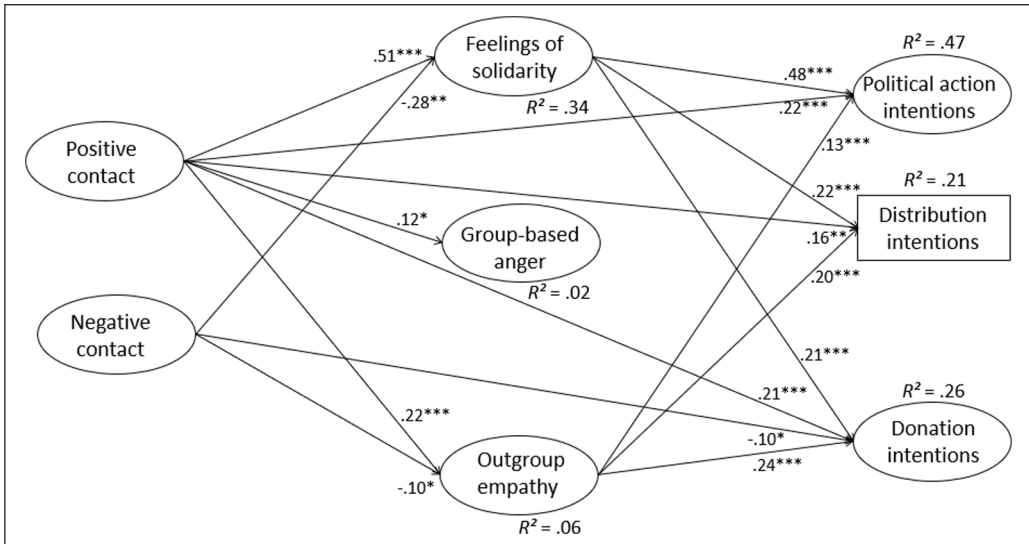 Feelings of
solidarity
R² = .34
R² = .47
Political action
intentions
.51***
-.28**
.48***
.22***
.13***
Positive
contact
R² = .21
Distribution
intentions
.22***
.16**
.20***
.12*
Group-based
anger
R² = .02
Negative
contact
.21***
.21***
R² = .26
Donation
intentions
-.10*
.24***
.22***
-.10*
Outgroup
empathy
R² = .06